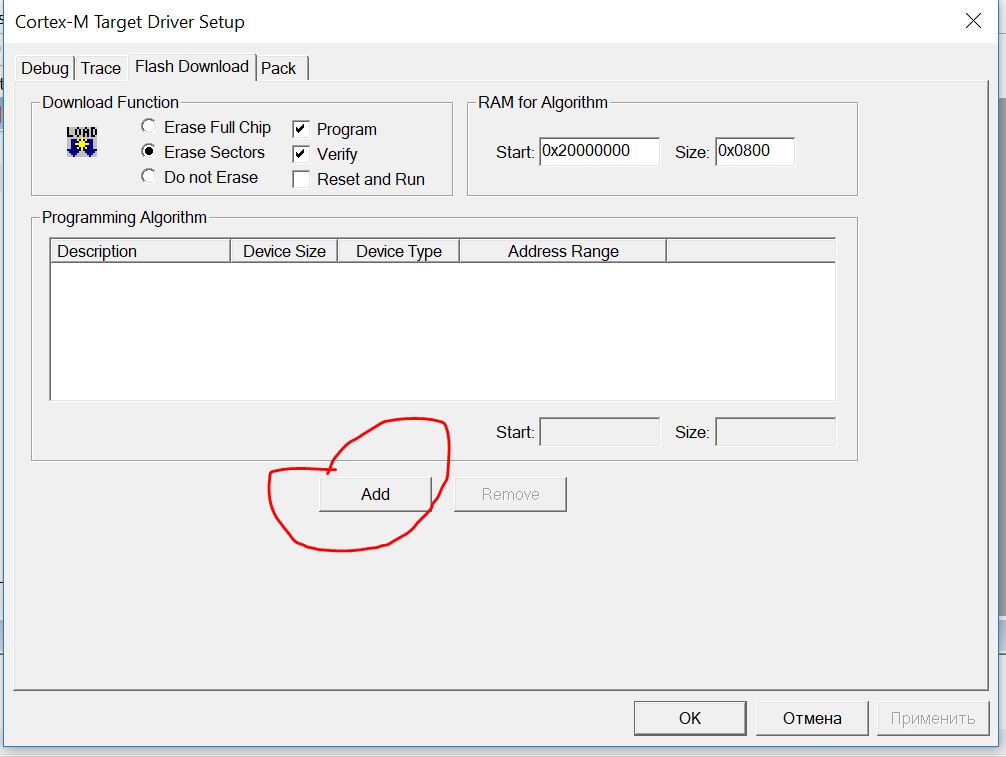 Cortex-M Target Driver Setup
Debug Trace Flash Download Pack
Download Function
LOAD
Erase Full Chip
Erase Sectors
Do not Erase
Program
Verify
Reset and Run
RAM for Algorithm
Start: 0x20000000 Size: 0x0800
Programming Algorithm
Description Device Size Device Type Address Range
Start: Size:
Add Remove
OK Отмена Применить